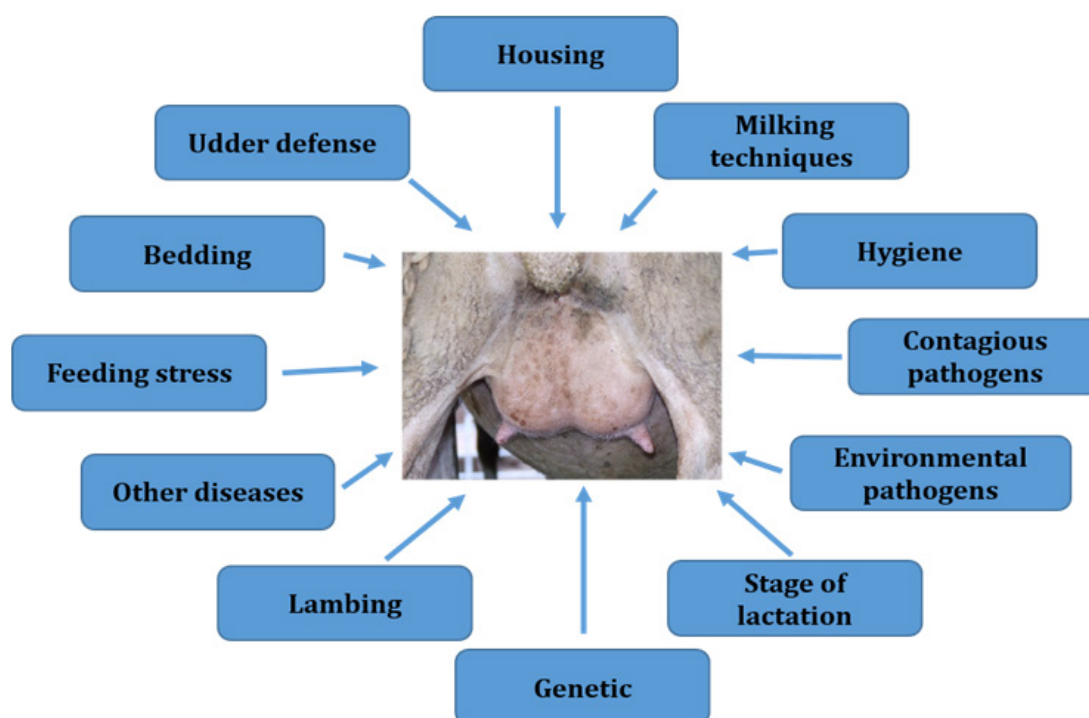 Housing
Udder defense
Milking
techniques
Bedding
Hygiene
Feeding stress
Contagious
pathogens
Other diseases
Environmental
pathogens
Lambing
Stage of
lactation
Genetic